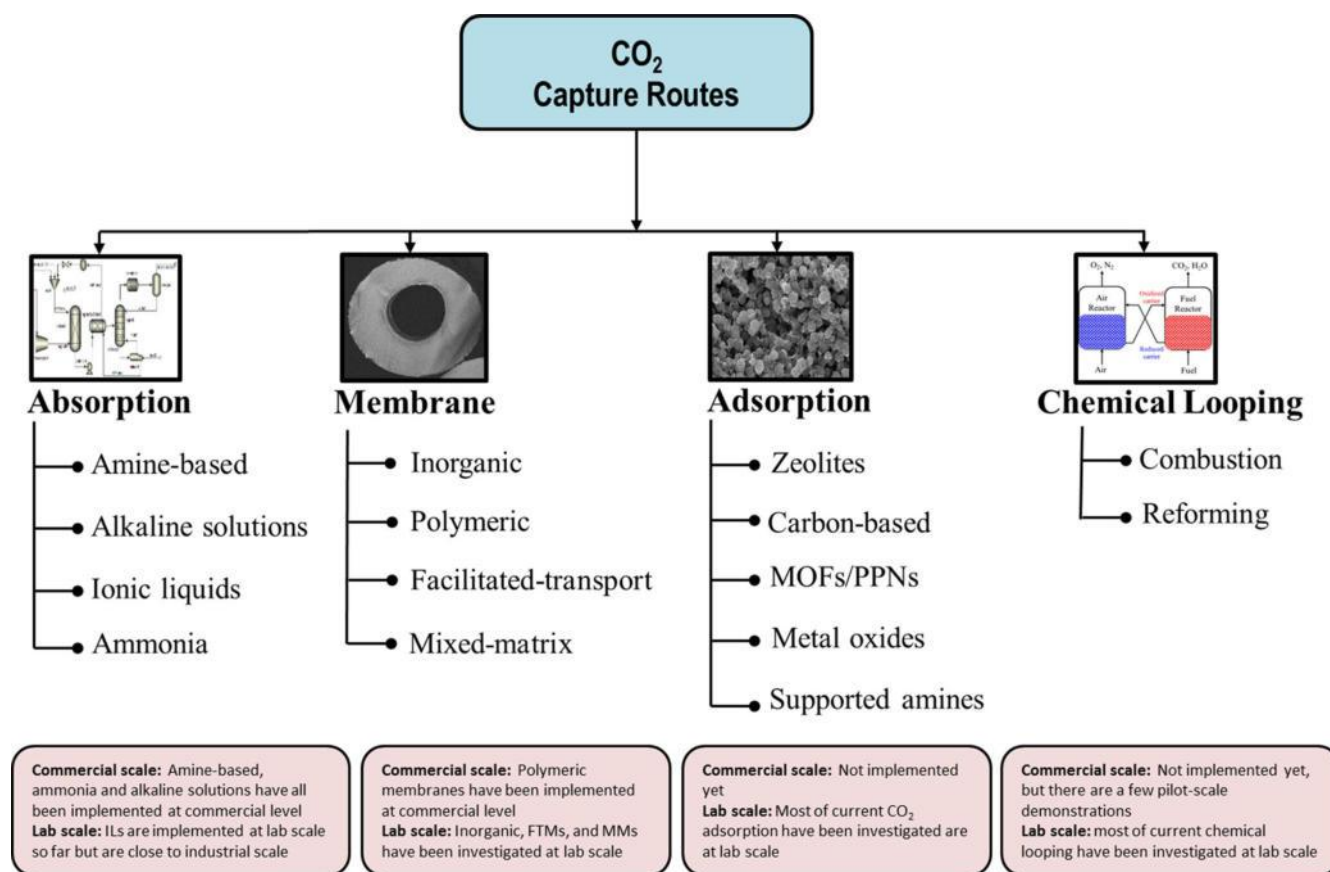 CO2
Capture Routes
O2, N2
CO2, H2O
Oxidized
carrier
Air
Reactor
Fuel
Reactor
Reduced
carrier
Air
Fuel
Absorption
Amine-based
Alkaline solutions
Ionic liquids
Ammonia
Membrane
Inorganic
Polymeric
Facilitated-transport
Mixed-matrix
Adsorption
Zeolites
Carbon-based
MOFs/PPNs
Metal oxides
Supported amines
Chemical Looping
Combustion
Reforming
Commercial scale: Amine-based,
ammonia and alkaline solutions have all
been implemented at commercial level
Lab scale: ILs are implemented at lab scale
so far but are close to industrial scale
Commercial scale: Polymeric
membranes have been implemented
at commercial level
Lab scale: Inorganic, FTMs, and MMs
have been investigated at lab scale
Commercial scale: Not implemented
yet
Lab scale: Most of current CO2
adsorption have been investigated are
at lab scale
Commercial scale: Not implemented yet,
but there are a few pilot-scale
demonstrations
Lab scale: most of current chemical
looping have been investigated at lab scale